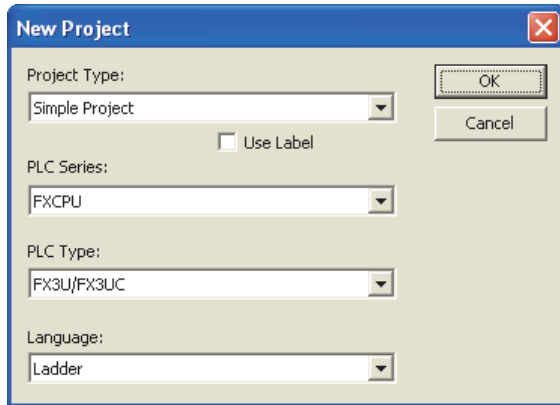 New Project
Project Type:
OK
Simple Project
Cancel
Use Label
PLC Series:
FXCPU
PLC Type:
FX3U/FX3UC
Language:
Ladder